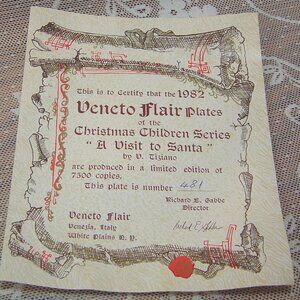 This is to Certify that the 1982
Veneto Flair Plates
of the
Christmas Children Series
" A Visit to Santa "
by V. Tiziano
are produced in a limited edition of
7500 copies.
This plate is number 481
Richard E. Gabbe
Director
Veneto Flair
Venezia, Italy
White Plains N. Y.